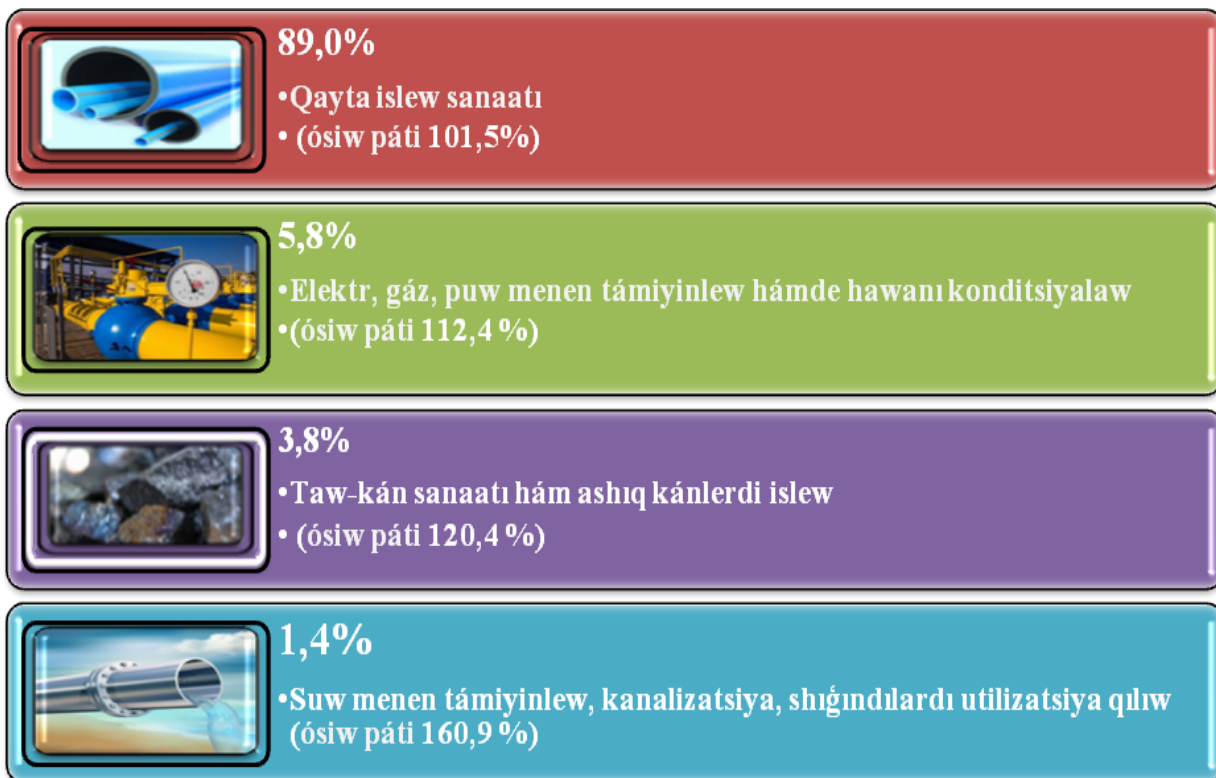 89,0%
•Qayta islew sanaatı
• (ósiw páti 101,5%)
5,8%
•Elektr, gáz, puw menen támiyinlew hámde hawanı konditsiyalaw
•(ósiw páti 112,4 %)
3,8%
•Taw-kán sanaatı hám ashıq kánlerdi islew
• (ósiw páti 120,4 %)
1,4%
•Suw menen támiyinlew, kanalizatsiya, shıǵındılardı utilizatsiya qılıw
(ósiw páti 160,9 %)